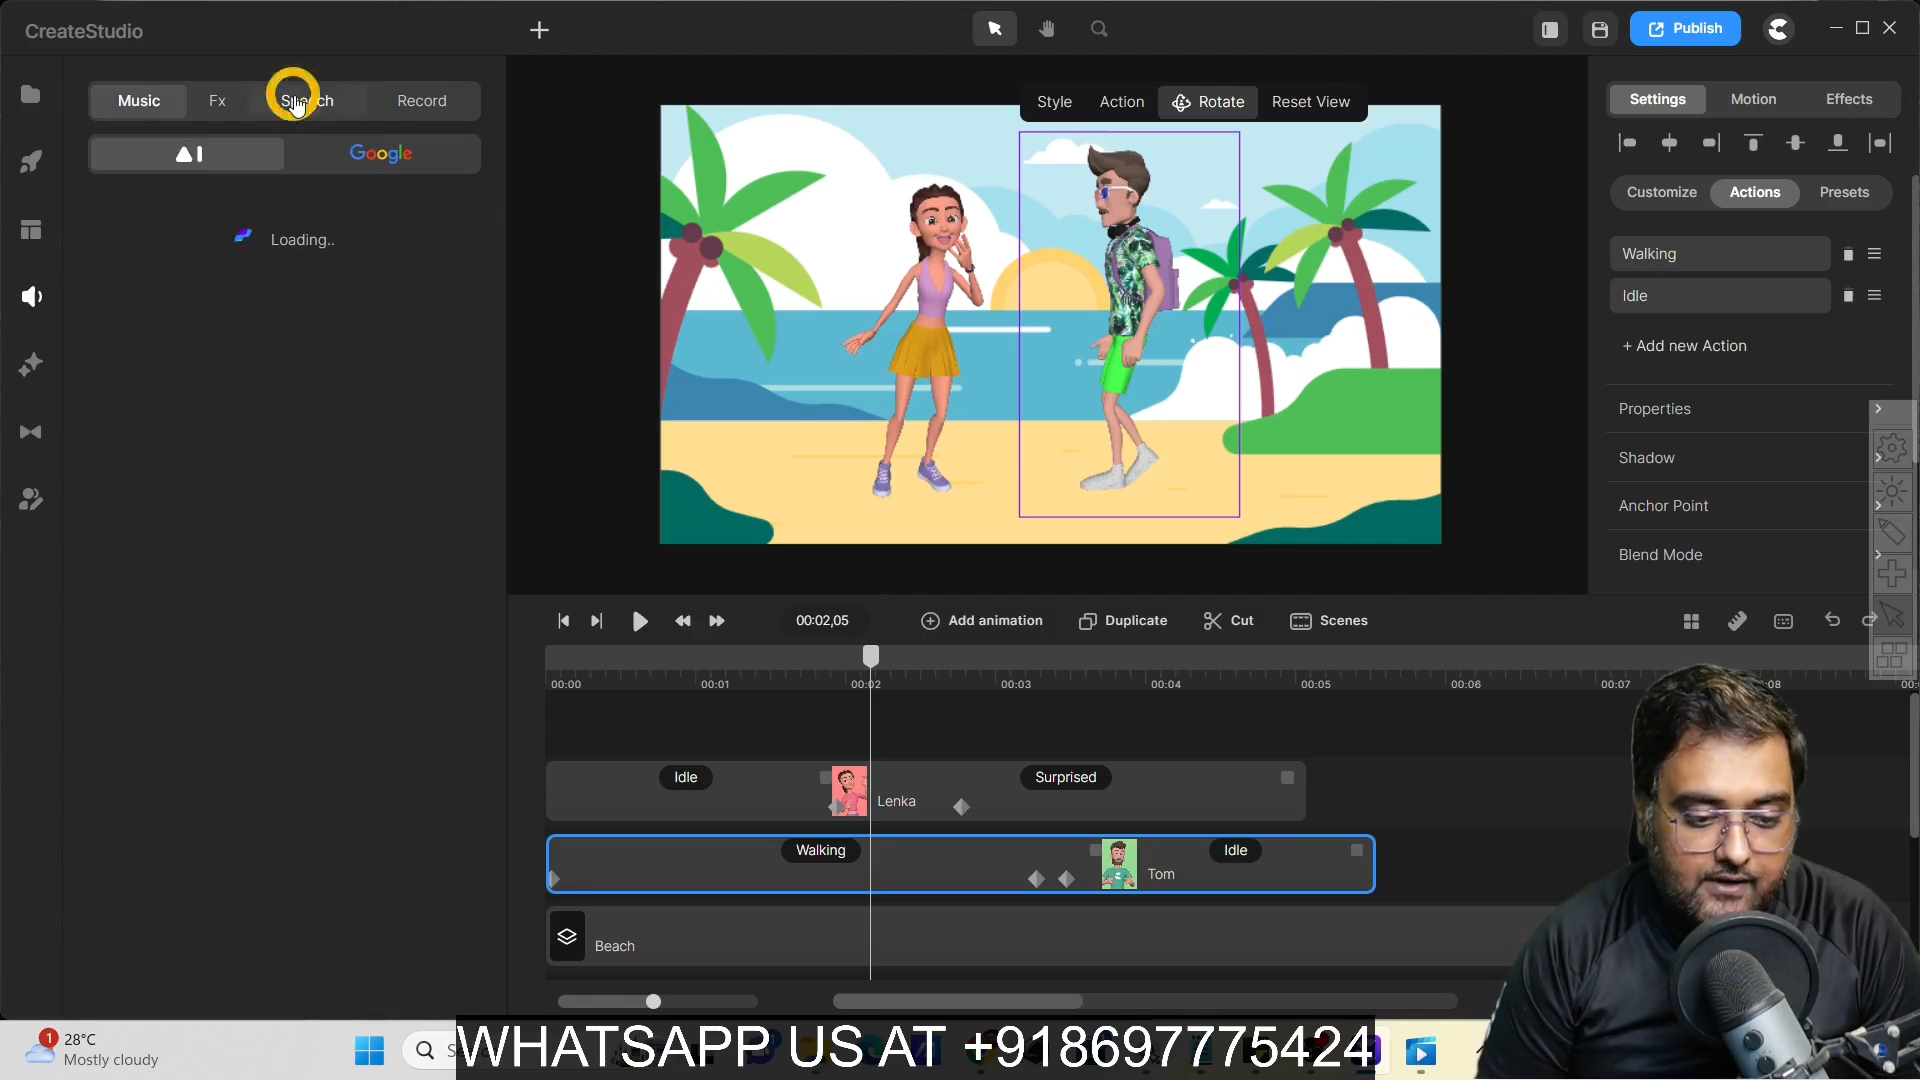 CreateStudio
Publish
Music Fx Speech Record
Google
Loading..
Style Action Rotate Reset View
Settings Motion Effects
Customize Actions Presets
Walking
Idle
+ Add new Action
Properties
Shadow
Anchor Point
Blend Mode
00:02,05 Add animation Duplicate Cut Scenes
00:00 00:01 00:02 00:03 00:04 00:05 00:06 00:07
Idle Lenka Surprised
Walking Tom Idle
Beach
1 28°C
Mostly cloudy
WHATSAPP US AT +918697775424